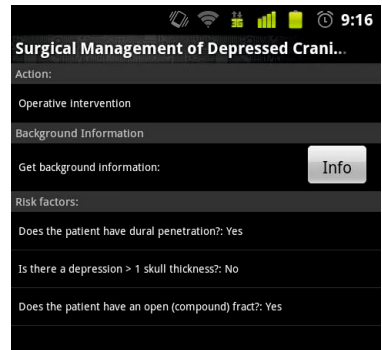 3G 9:16
Surgical Management of Depressed Crani...
Action:
Operative intervention
Background Information
Get background information:
Info
Risk factors:
Does the patient have dural penetration?: Yes
Is there a depression > 1 skull thickness?: No
Does the patient have an open (compound) fract?: Yes